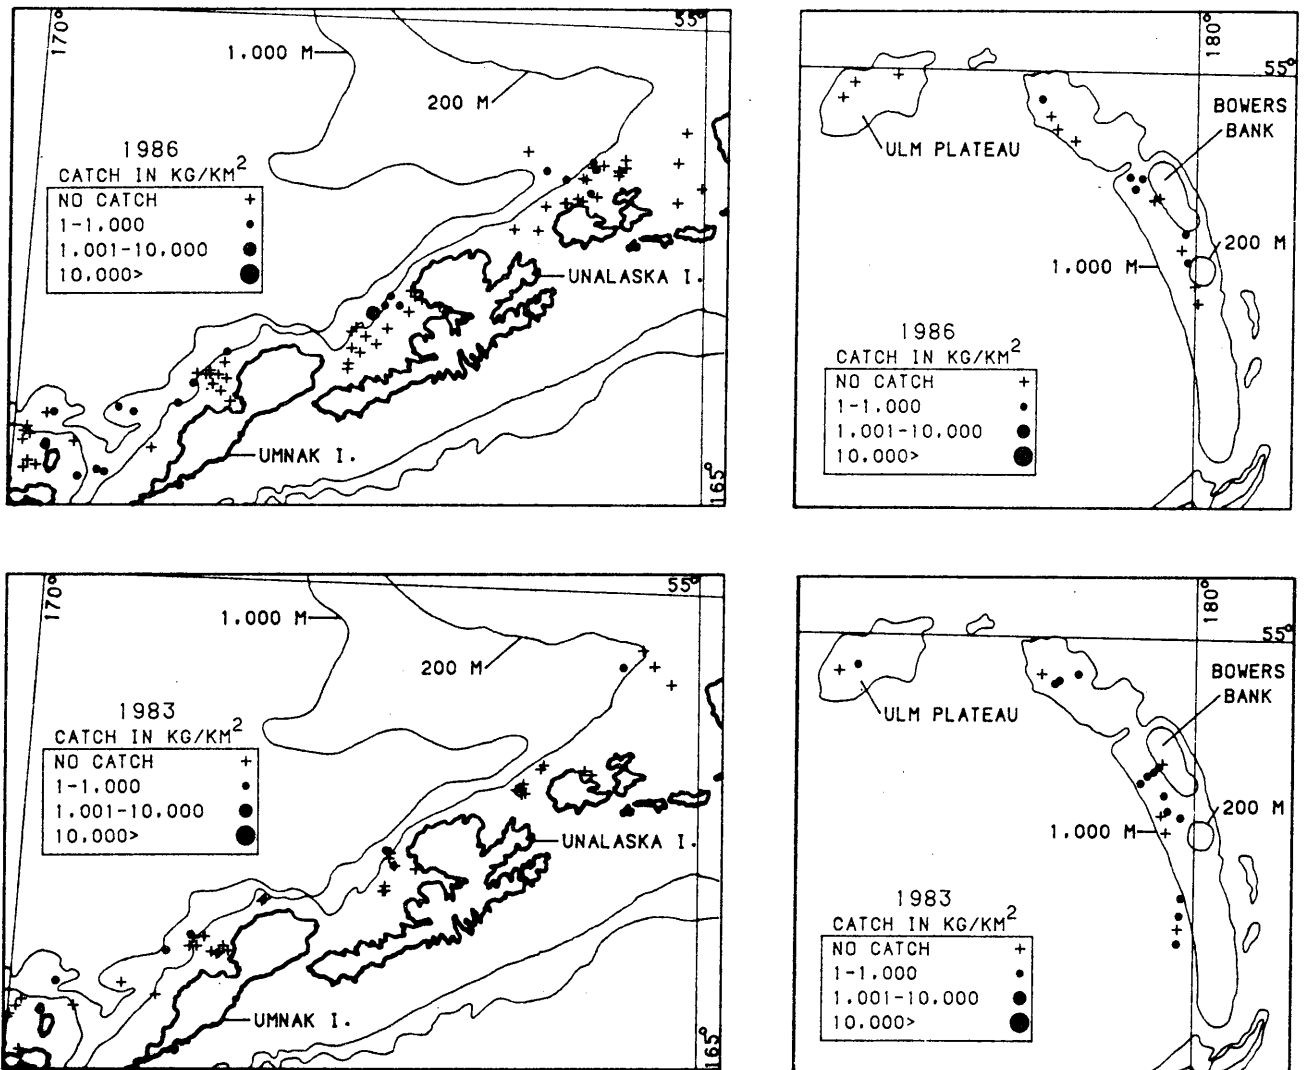 170°
55°
1.000 M
200 M
1986
CATCH IN KG/KM2
NO CATCH +
1-1.000
1.001-10.000
10.000>
UNALASKA I.
UMNAK I.
165°
180°
55°
BOWERS
BANK
ULM PLATEAU
200 M
1.000 M
1986
CATCH IN KG/KM2
NO CATCH +
1-1.000
1.001-10.000
10.000>
170°
55°
1.000 M
200 M
1983
CATCH IN KG/KM2
NO CATCH +
1-1.000
1.001-10.000
10.000>
UNALASKA I.
UMNAK I.
165°
180°
55°
BOWERS
BANK
ULM PLATEAU
200 M
1.000 M
1983
CATCH IN KG/KM2
NO CATCH +
1-1.000
1.001-10.000
10.000>